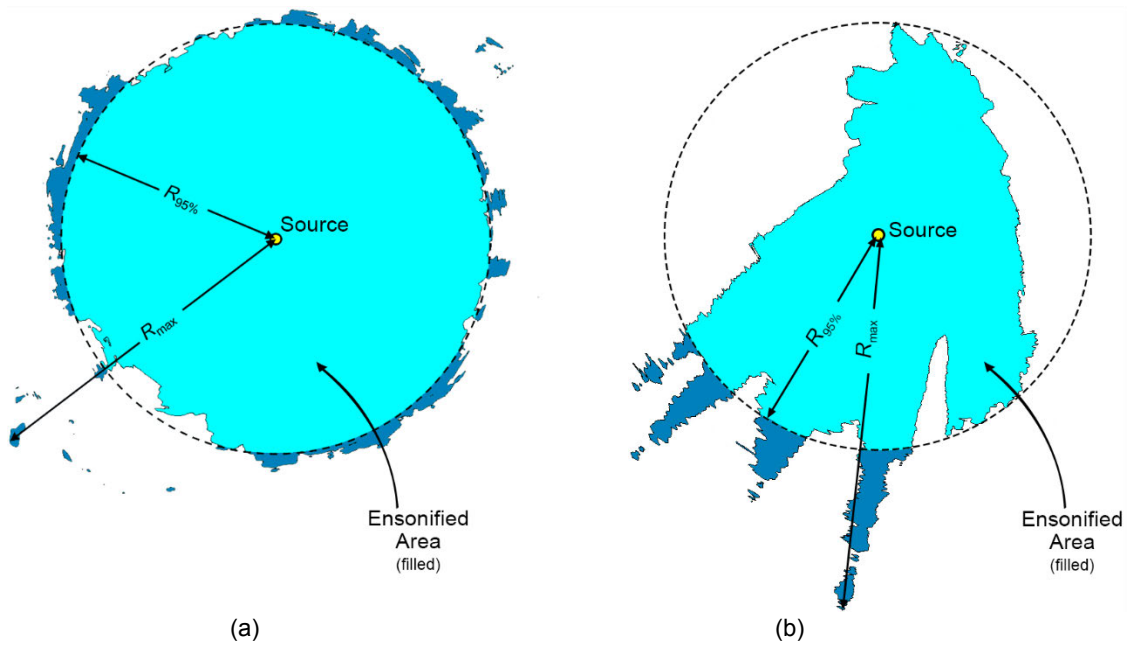 R95%
Source
Rmax
Ensonified
Area
(filled)
(a)
Source
R95%
Rmax
Ensonified
Area
(filled)
(b)